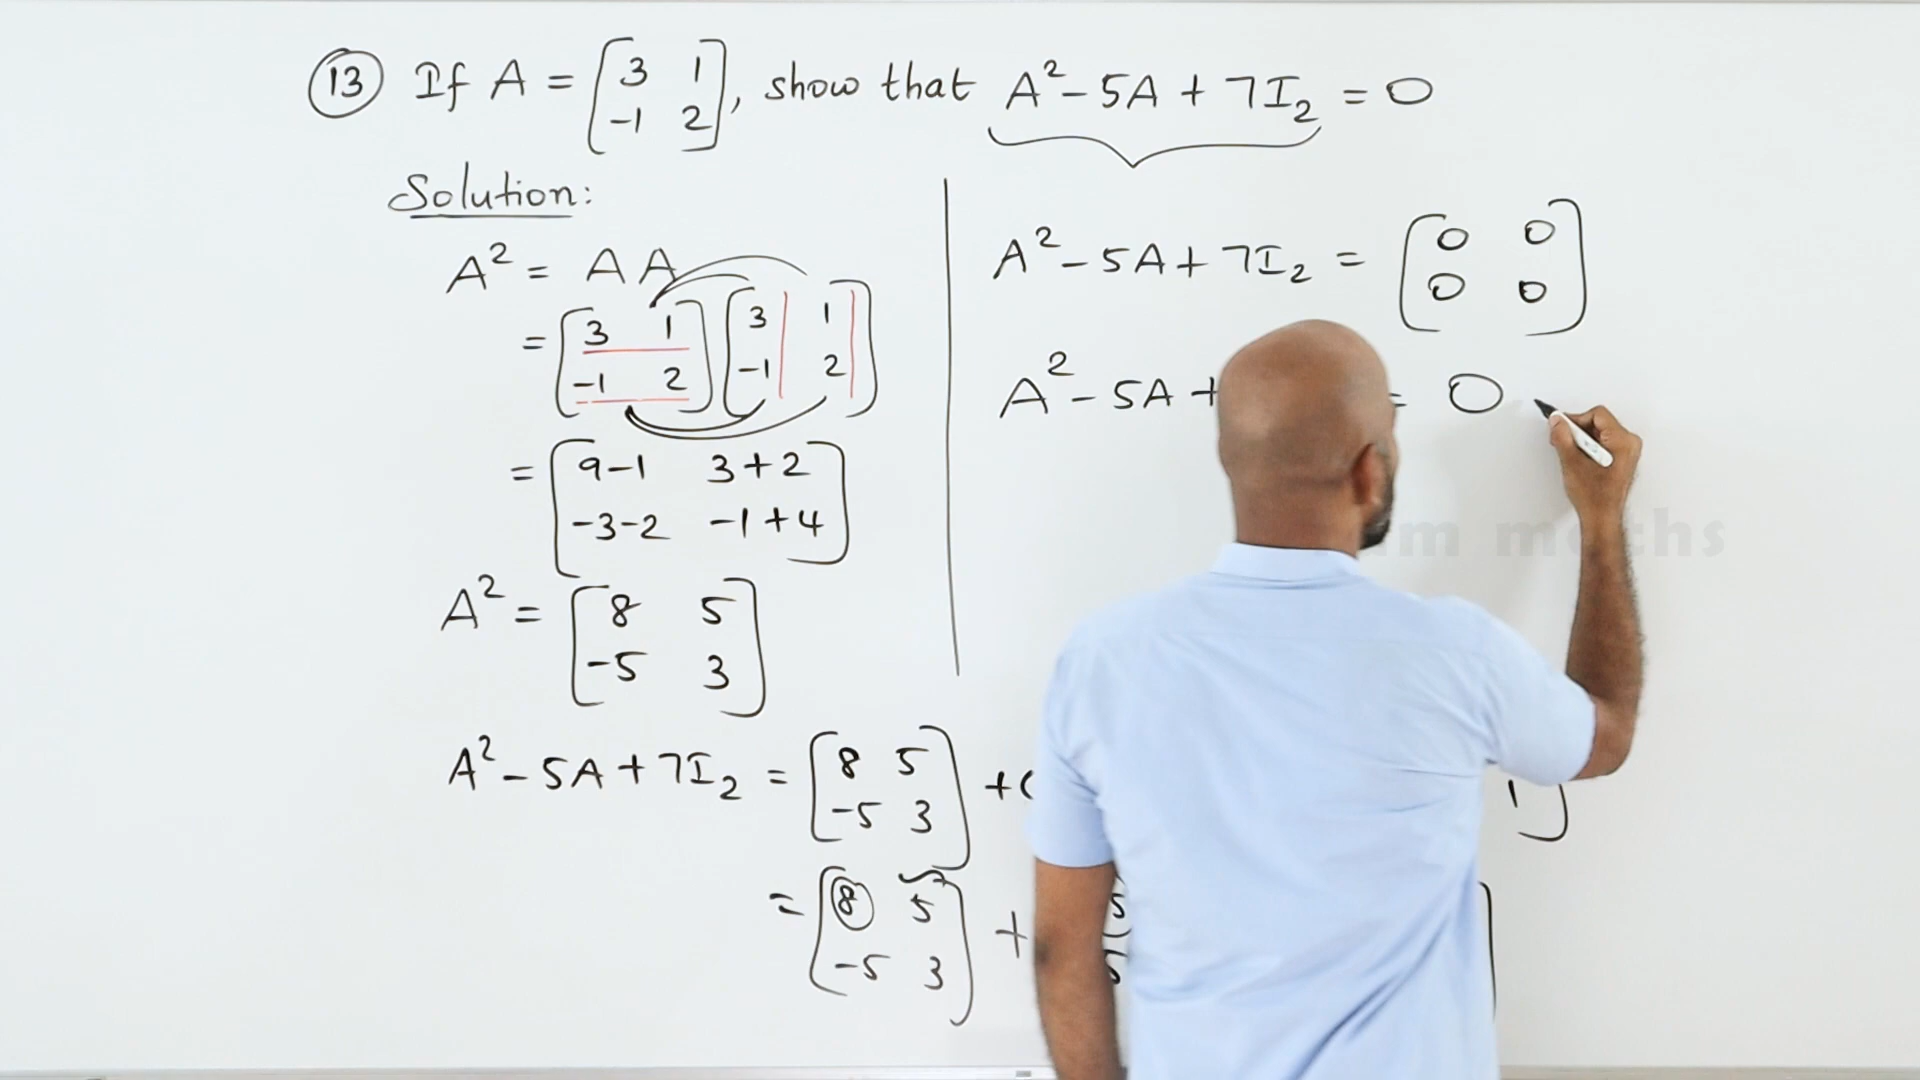 13 If A = [3 1 -1 2], show that A² - 5A + 7I₂ = 0
Solution:
A² = AA
= [3 1 -1 2] [3 1 -1 2]
= [9-1 3+2
-3-2 -1+4]
A² = [8 5
-5 3]
A² - 5A + 7I₂ = [8 5 -5 3] + (
1]
= [8 5 -5 3] +
A² - 5A + 7I₂ = [0 0
0 0]
A² - 5A + = 0
maths